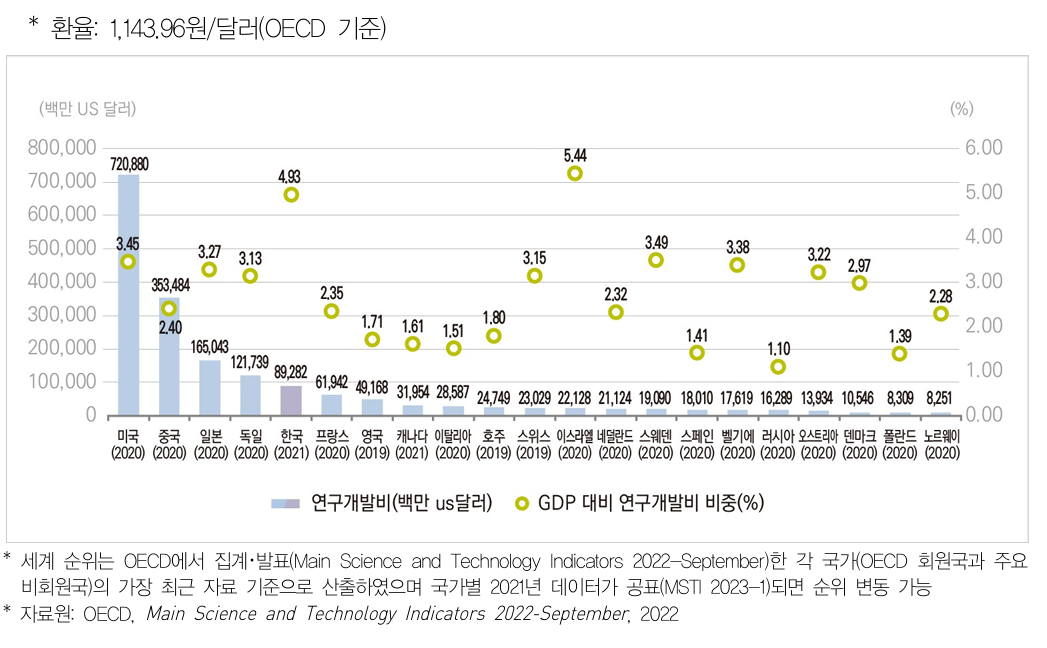 * 환율: 1,143.96원/달러(OECD 기준)
(백만 US 달러) (%)
800,000 6.00
700,000 5.00
600,000 4.00
500,000 3.00
400,000 2.00
300,000 1.00
200,000 0.00
100,000
0
720,880 353,484 165,043 121,739 89,282 61,942 49,168 31,954 28,587 24,749 23,029 22,128 21,124 19,090 18,010 17,619 16,289 13,934 10,546 8,309 8,251
3.45 2.40 3.27 3.13 4.93 2.35 1.71 1.61 1.51 1.80 3.15 5.44 2.32 3.49 1.41 3.38 1.10 3.22 2.97 1.39 2.28
미국 중국 일본 독일 한국 프랑스 영국 캐나다 이탈리아 호주 스위스 이스라엘 네덜란드 스웨덴 스페인 벨기에 러시아 오스트리아 덴마크 폴란드 노르웨이
(2020) (2020) (2020) (2020) (2021) (2020) (2019) (2021) (2020) (2019) (2019) (2020) (2020) (2020) (2020) (2020) (2020) (2020) (2020) (2020) (2020)
연구개발비(백만 us달러) GDP 대비 연구개발비 비중(%)
* 세계 순위는 OECD에서 집계·발표(Main Science and Technology Indicators 2022-September)한 각 국가(OECD 회원국과 주요
비회원국)의 가장 최근 자료 기준으로 산출하였으며 국가별 2021년 데이터가 공표(MSTI 2023-1)되면 순위 변동 가능
* 자료원: OECD, Main Science and Technology Indicators 2022-September, 2022